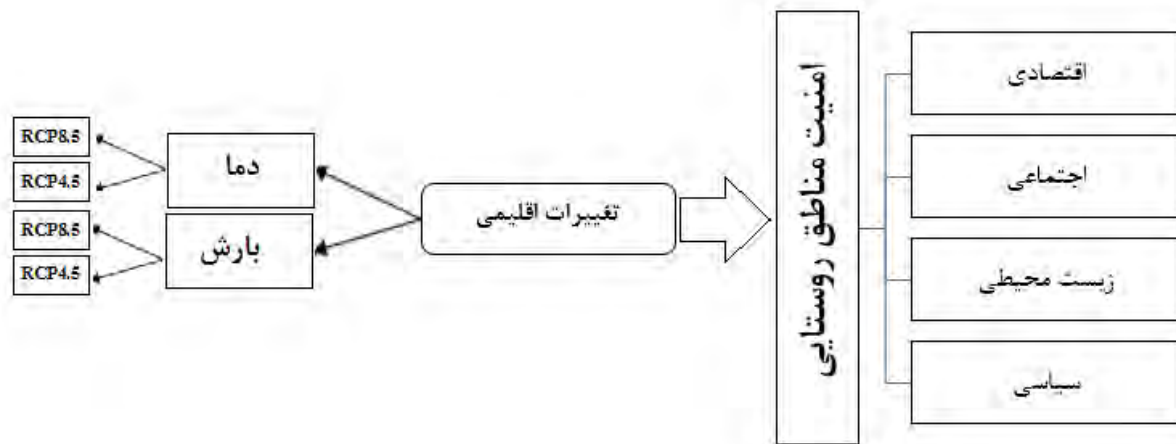 امنیت مناطق روستایی
اقتصادی
اجتماعی
زیست محیطی
سیاسی
تغییرات اقلیمی
دما
بارش
RCP8.5
RCP4.5
RCP8.5
RCP4.5